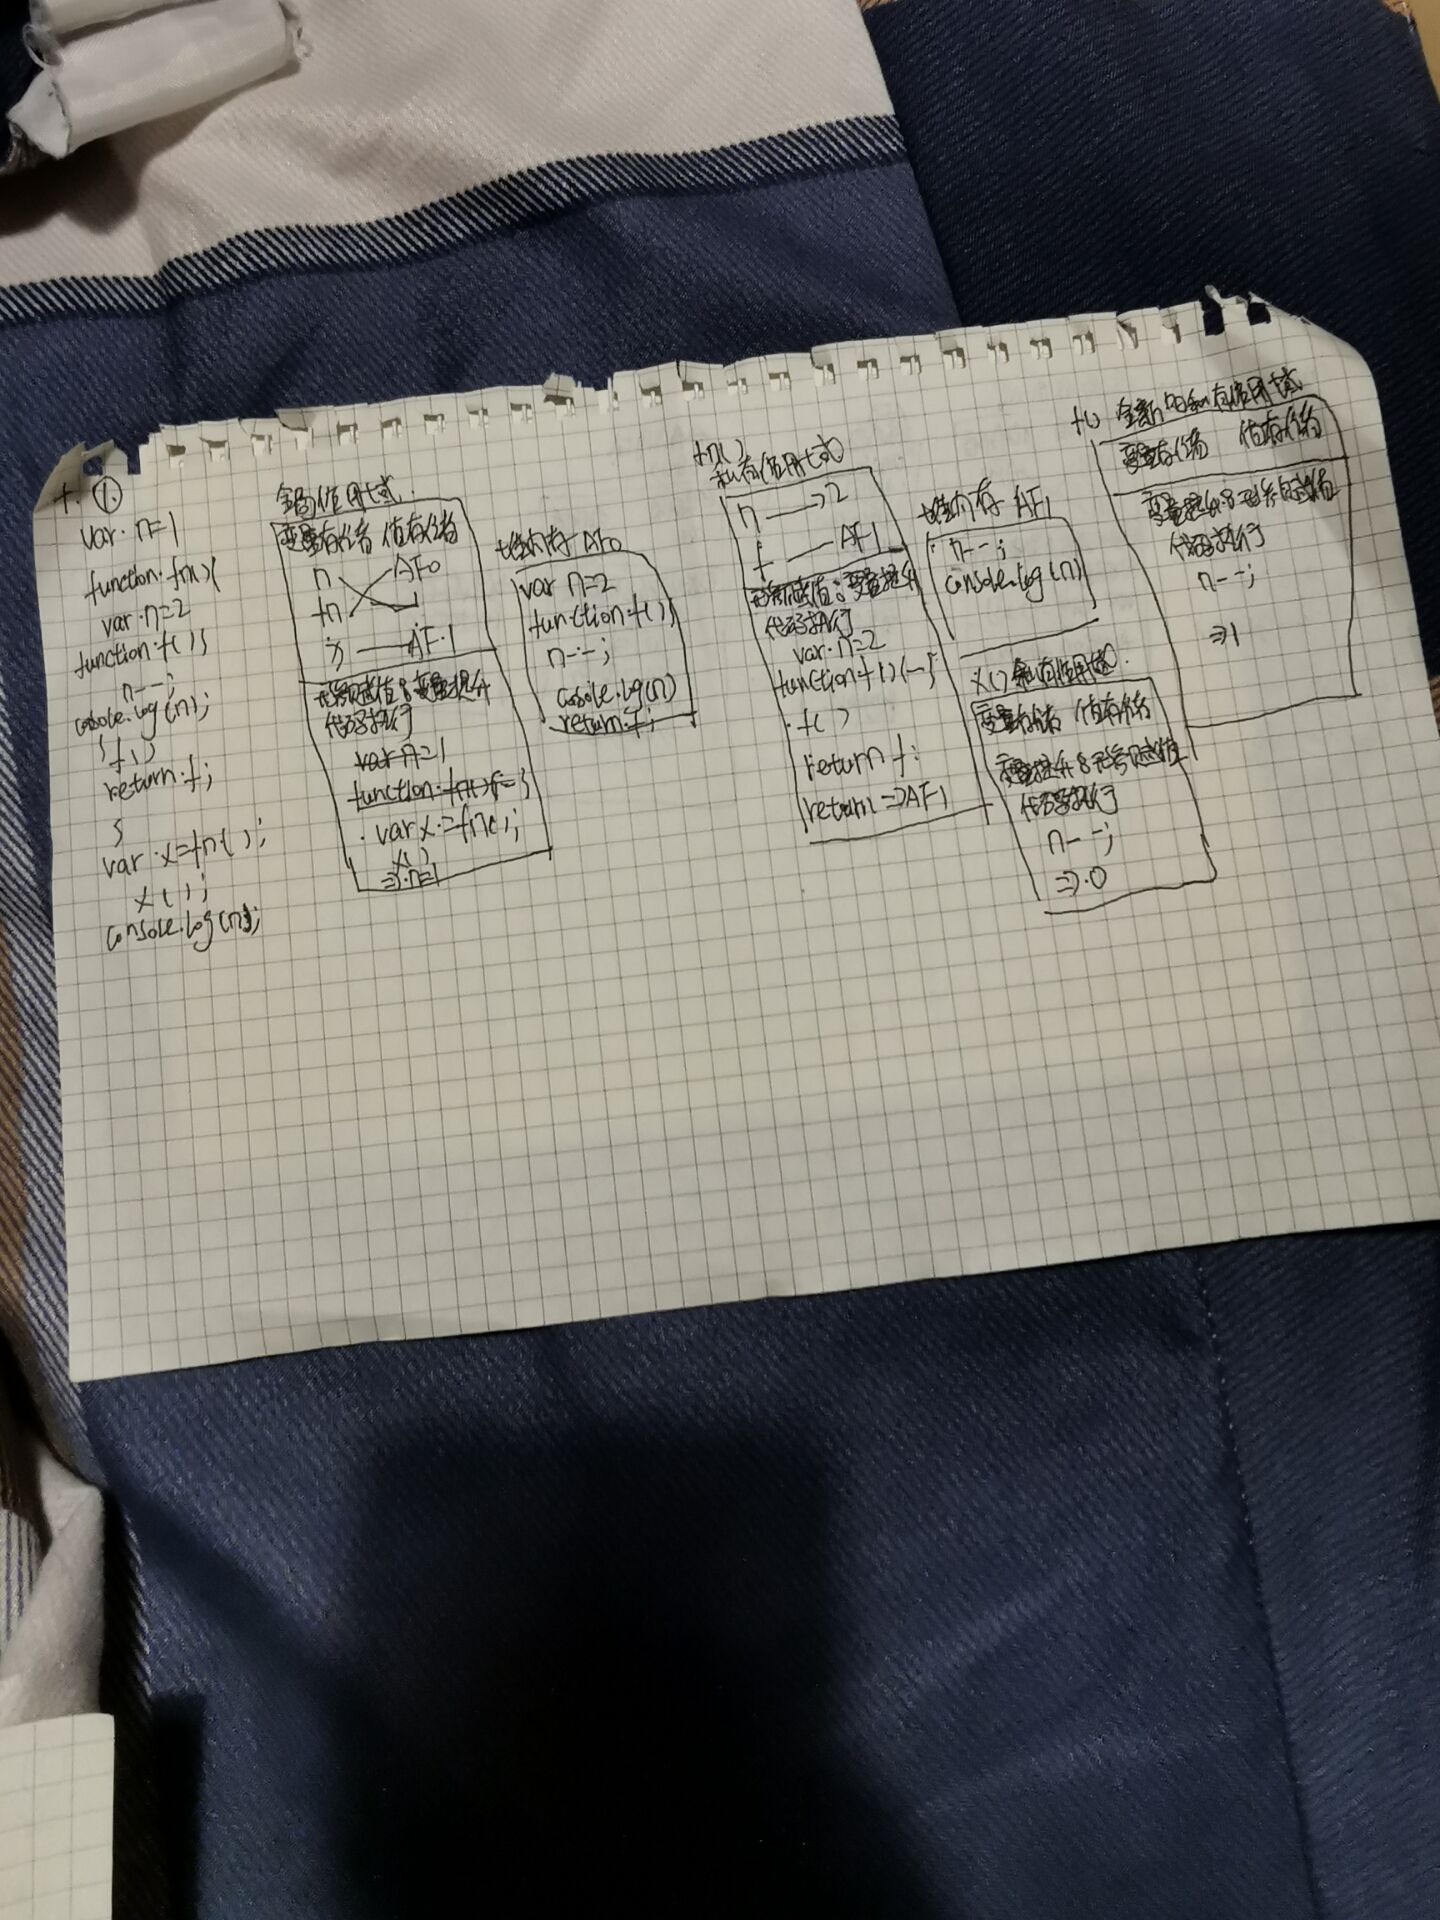 十.①.
var n=1
function fn(){
var n=2
function f(){
n--;
console.log(n);
}f()
return f;
}
var x=fn();
x();
console.log(n);
全局作用域.
变量存储 值存储
n AF0
fn 1
AF1
形参赋值&变量提升
代码执行
var n=1
function fn(){--}
var x=fn();
x();
=>n=1
堆内存 AF0
var n=2
function f(){
n--;
console.log(n)
return f;
fn()
私有作用域
n 2
f AF1
形参赋值&变量提升
代码执行
var n=2
function f(){--}
f()
return f;
return =>AF1
堆内存 AF1
n--;
console.log(n)
x()私有作用域
变量存储 值存储
变量提升&形参赋值
代码执行
n--;
=>0
f() 全新的私有作用域
变量存储 值存储
变量提升&形参赋值
代码执行
n--;
=>1